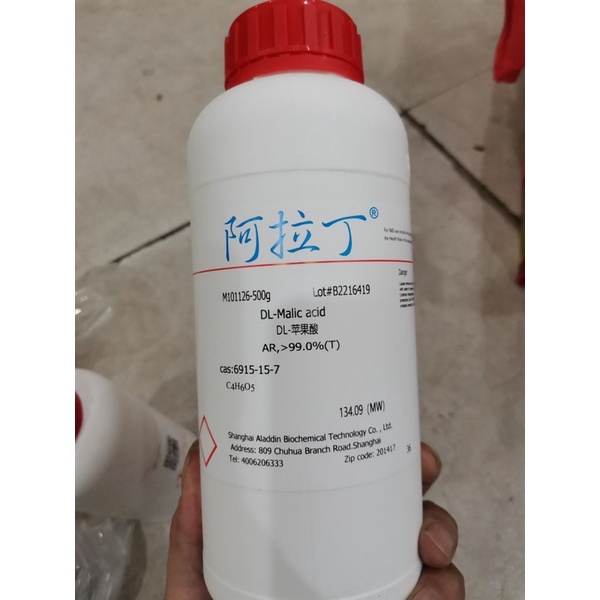 阿拉丁®
M101126-500g Lot#B2216419
DL-Malic acid
DL-苹果酸
AR,>99.0%(T)
cas:6915-15-7
C4H6O5
134.09 (MW)
Shanghai Aladdin Biochemical Technology Co., Ltd.
Address: 809 Chuhua Branch Road.Shanghai
Tel: 4006206333 Zip code: 201417
Danger